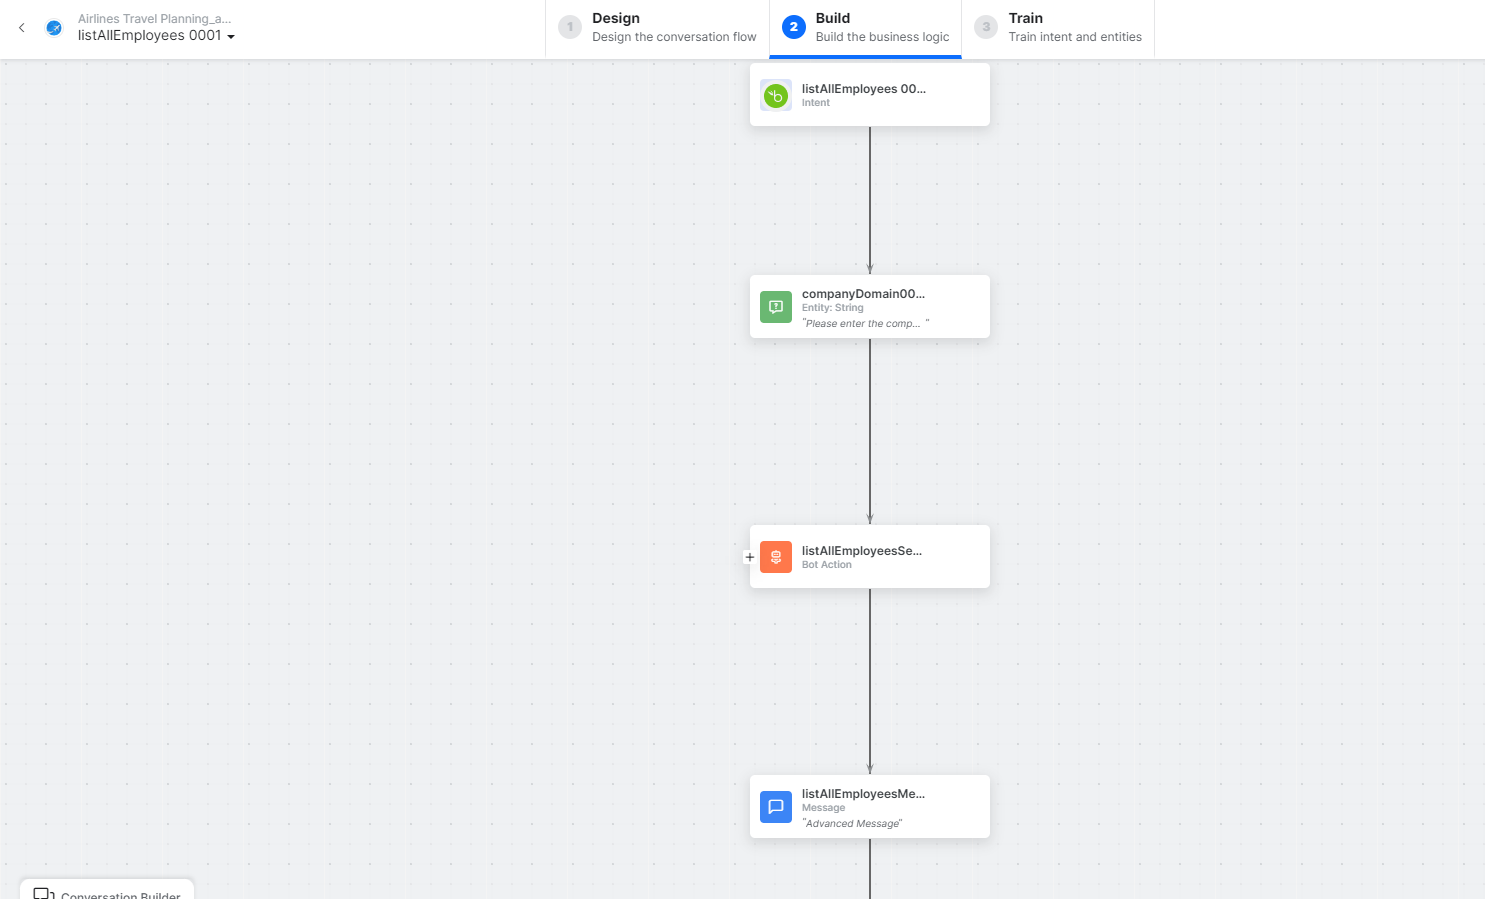 Airlines Travel Planning_a...
listAllEmployees 0001
1
Design
Design the conversation flow
2
Build
Build the business logic
3
Train
Train intent and entities
listAllEmployees 00...
Intent
companyDomain00...
Entity: String
"Please enter the comp... "
listAllEmployeesSe...
Bot Action
listAllEmployeesMe...
Message
"Advanced Message"
Conversation Builder